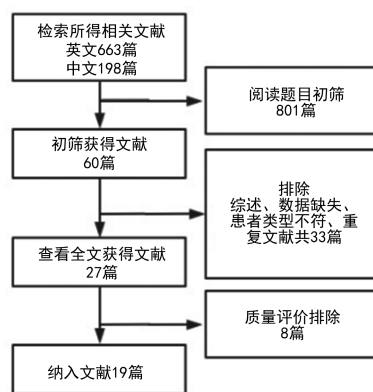 检索所得相关文献
英文663篇
中文198篇
阅读题目初筛
801篇
初筛获得文献
60篇
排除
综述、数据缺失、
患者类型不符、重
复文献共33篇
查看全文获得文献
27篇
质量评价排除
8篇
纳入文献19篇